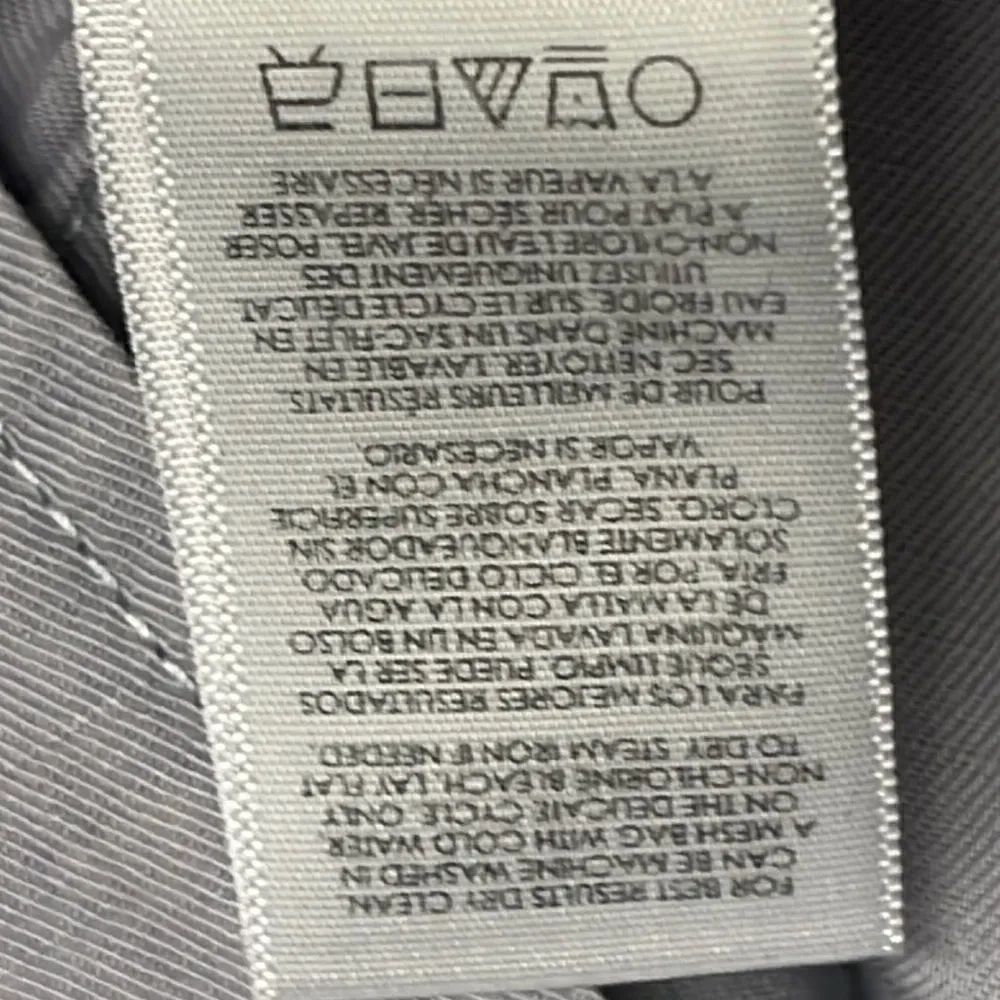 FOR BEST RESULTS DRY CLEAN.
CAN BE MACHINE WASHED IN
A MESH BAG WITH COLD WATER
ON THE DELICATE CYCLE. ONLY
NON-CHLORINE BLEACH. LAY FLAT
TO DRY. STEAM IRON IF NEEDED.
PARA LOS MEJORES RESULTADOS
SEQUE LIMPIO. PUEDE SER LA
MÁQUINA LAVADA EN UN BOLSO
DE LA MALLA CON LA AGUA
FRIA. POR EL CICLO DELICADO.
SOLAMENTE BLANQUEADOR SIN
CLORO. SECAR SOBRE SUPERFICIE
PLANA. PLANCHA CON EL
VAPOR SI NECESARIO.
POUR DE MEILLEURS RÉSULTATS.
SEC NETTOYER. LAVABLE EN
MACHINE DANS UN SAC-FILET EN
EAU FROIDE. SUR LE CYCLE DÉLICAT
UTILISEZ UNIQUEMENT DES
NON-CHLORE L'EAU DE JAVEL. POSER
A PLAT POUR SÉCHER. REPASSER
A LA VAPEUR SI NÉCESSAIRE